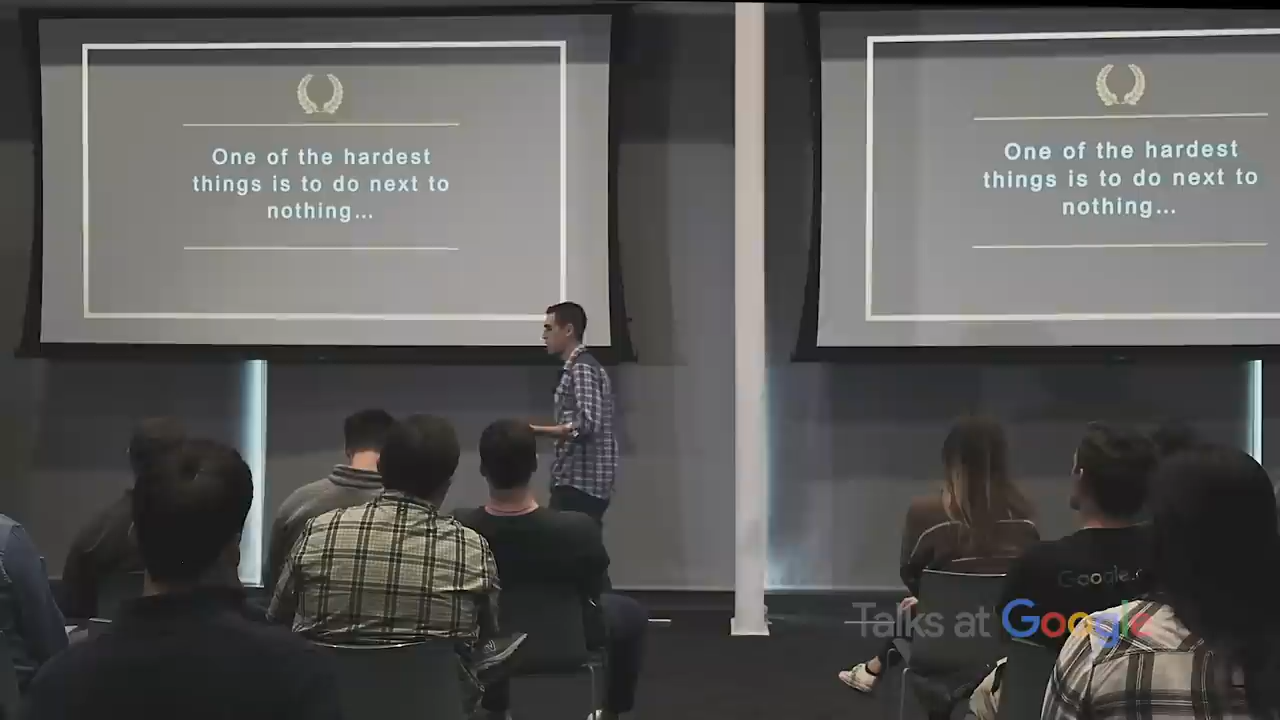 One of the hardest
things is to do next to
nothing...
One of the hardest
things is to do next to
nothing...
Google
Talks at Google